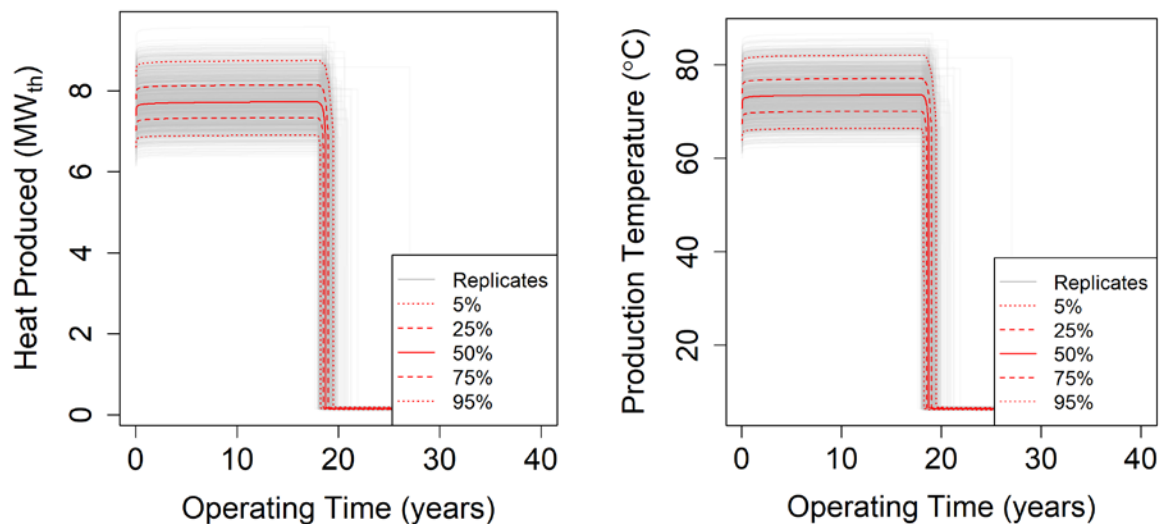 Heat Produced (MWth)
8
6
4
2
0
Replicates
5%
25%
50%
75%
95%
0 10 20 30 40
Operating Time (years)
Production Temperature (°C)
80
60
40
20
Replicates
5%
25%
50%
75%
95%
0 10 20 30 40
Operating Time (years)